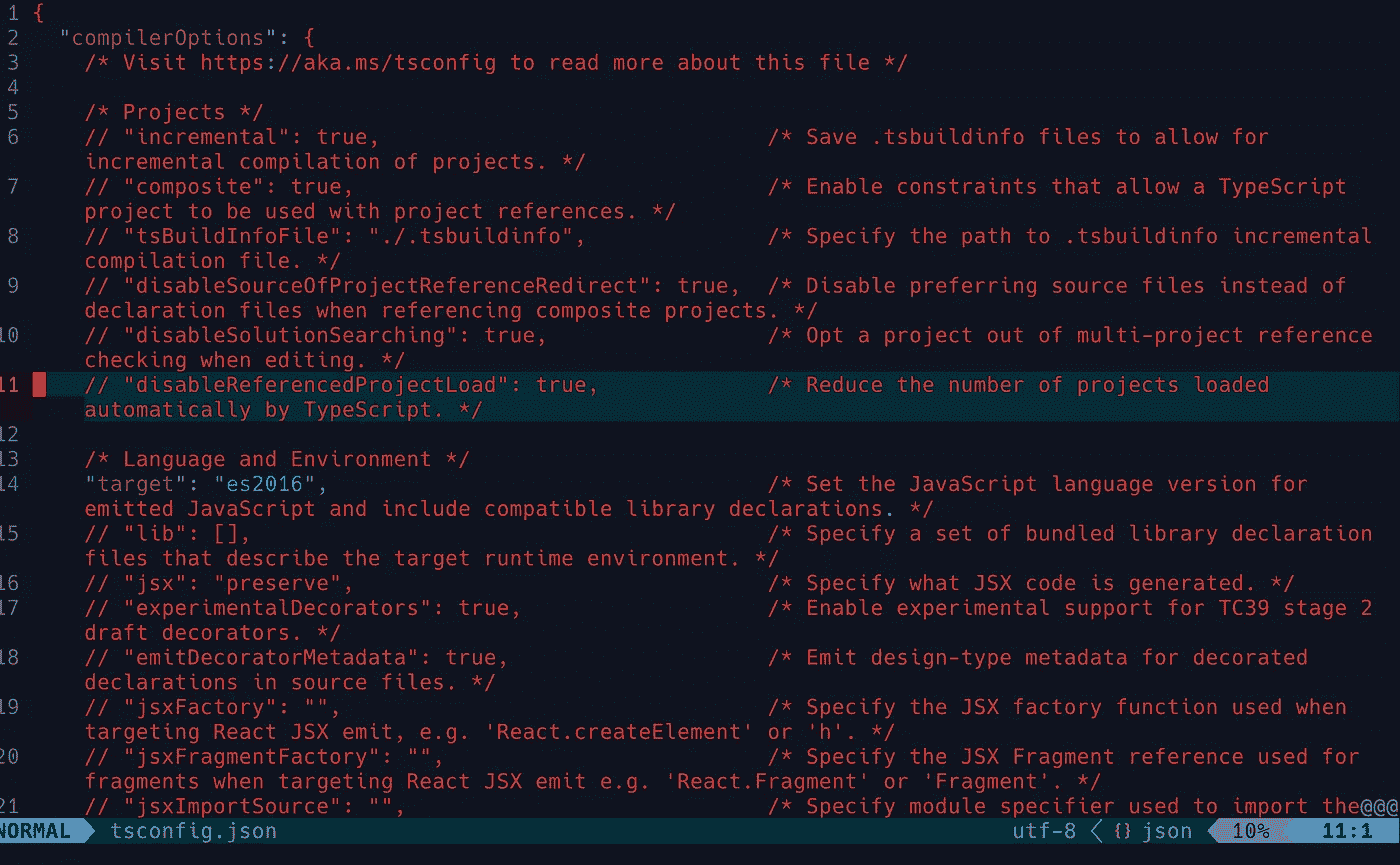 1 {
2 "compilerOptions": {
3 /* Visit https://aka.ms/tsconfig to read more about this file */
4
5 /* Projects */
6 // "incremental": true, /* Save .tsbuildinfo files to allow for
incremental compilation of projects. */
7 // "composite": true, /* Enable constraints that allow a TypeScript
project to be used with project references. */
8 // "tsBuildInfoFile": "./.tsbuildinfo", /* Specify the path to .tsbuildinfo incremental
compilation file. */
9 // "disableSourceOfProjectReferenceRedirect": true, /* Disable preferring source files instead of
declaration files when referencing composite projects. */
10 // "disableSolutionSearching": true, /* Opt a project out of multi-project reference
checking when editing. */
11 // "disableReferencedProjectLoad": true, /* Reduce the number of projects loaded
automatically by TypeScript. */
12
13 /* Language and Environment */
14 "target": "es2016", /* Set the JavaScript language version for
emitted JavaScript and include compatible library declarations. */
15 // "lib": [], /* Specify a set of bundled library declaration
files that describe the target runtime environment. */
16 // "jsx": "preserve", /* Specify what JSX code is generated. */
17 // "experimentalDecorators": true, /* Enable experimental support for TC39 stage 2
draft decorators. */
18 // "emitDecoratorMetadata": true, /* Emit design-type metadata for decorated
declarations in source files. */
19 // "jsxFactory": "", /* Specify the JSX factory function used when
targeting React JSX emit, e.g. 'React.createElement' or 'h'. */
20 // "jsxFragmentFactory": "", /* Specify the JSX Fragment reference used for
fragments when targeting React JSX emit e.g. 'React.Fragment' or 'Fragment'. */
21 // "jsxImportSource": "", /* Specify module specifier used to import the@@@
NORMAL tsconfig.json utf-8 {} json 10% 11:1